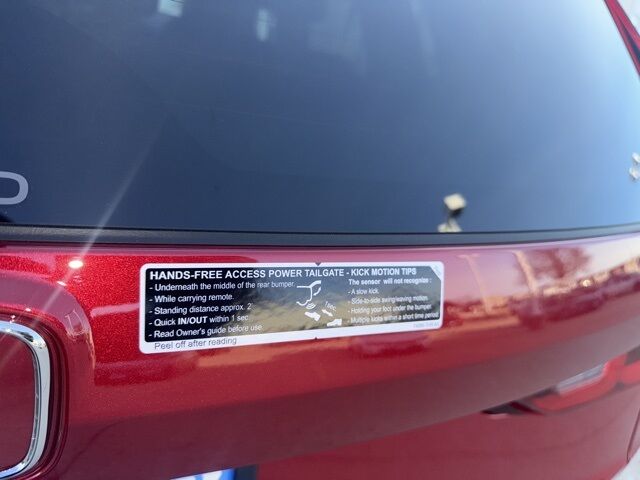 D
HANDS-FREE ACCESS POWER TAILGATE - KICK MOTION TIPS
- Underneath the middle of the rear bumper.
- While carrying remote.
- Standing distance approx. 2'
- Quick IN/OUT within 1 sec.
- Read Owner's guide before use.
1sec.
The sensor will not recognize :
- A slow kick.
- Side-to-side swing/leaving motion.
- Holding your foot under the bumper.
- Multiple kicks within a short time period.
Peel off after reading